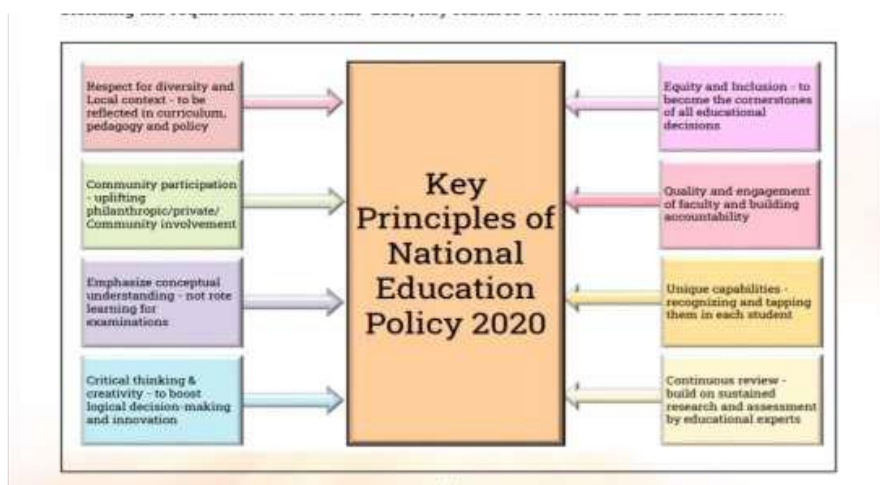 Respect for diversity and
Local context - to be
reflected in curriculum,
pedagogy and policy
Community participation
- uplifting
philanthropic/private/
Community involvement
Emphasize conceptual
understanding - not rote
learning for
examinations
Critical thinking &
creativity - to boost
logical decision-making
and innovation
Key
Principles of
National
Education
Policy 2020
Equity and Inclusion - to
become the cornerstones
of all educational
decisions
Quality and engagement
of faculty and building
accountability
Unique capabilities -
recognizing and tapping
them in each student
Continuous review -
build on sustained
research and assessment
by educational experts